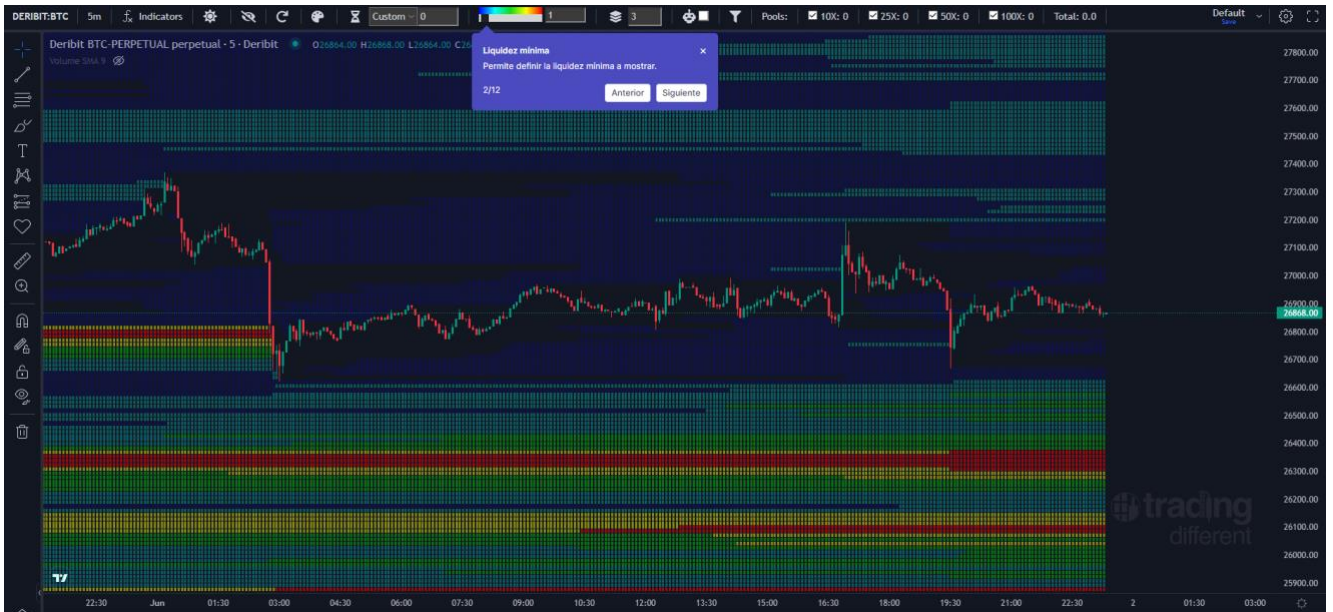 DERIBIT:BTC 5m fx Indicators Custom 0 1 3 Pools: 10X: 0 25X: 0 50X: 0 100X: 0 Total: 0.0 Default
Save
Deribit BTC-PERPETUAL perpetual · 5 · Deribit O26864.00 H26868.00 L26864.00 C26
Volume SMA 9
Liquidez mínima ×
Permite definir la liquidez mínima a mostrar.
2/12 Anterior Siguiente
27800.00
27700.00
27600.00
27500.00
27400.00
27300.00
27200.00
27100.00
27000.00
26900.00
26868.00
26800.00
26700.00
26600.00
26500.00
26400.00
26300.00
26200.00
26100.00
26000.00
25900.00
trading
different
22:30 Jun 01:30 03:00 04:30 06:00 07:30 09:00 10:30 12:00 13:30 15:00 16:30 18:00 19:30 21:00 22:30 2 01:30 03:00